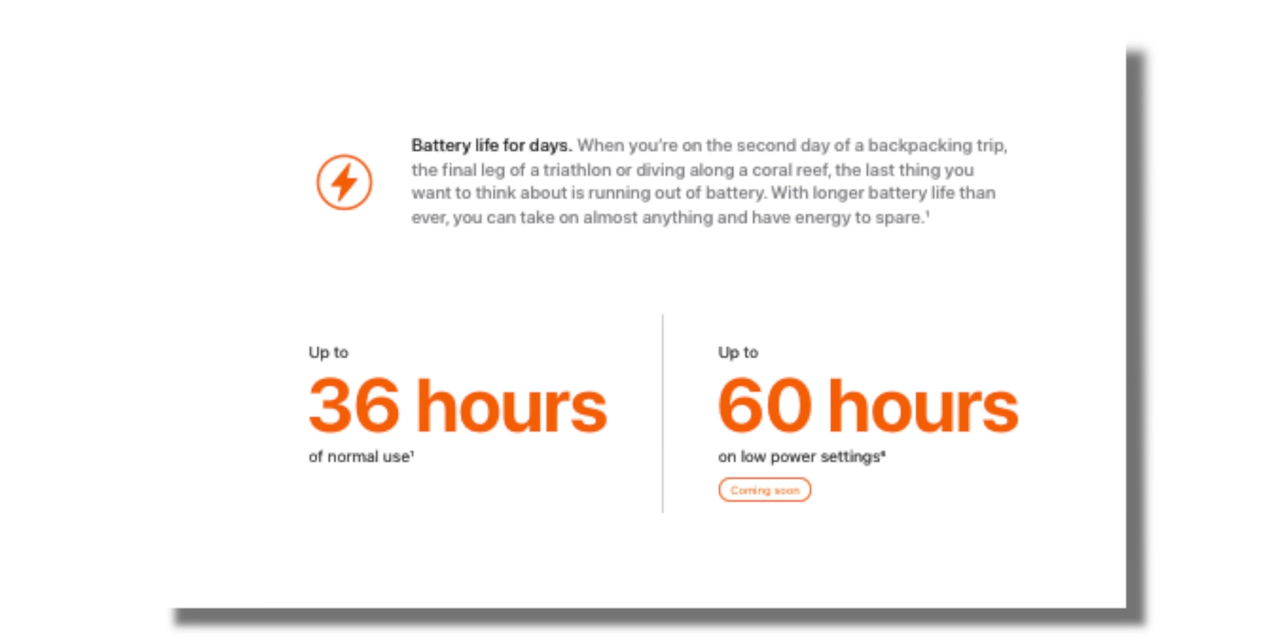 Battery life for days. When you're on the second day of a backpacking trip,
the final leg of a triathlon or diving along a coral reef, the last thing you
want to think about is running out of battery. With longer battery life than
ever, you can take on almost anything and have energy to spare.¹
Up to
36 hours
of normal use¹
Up to
60 hours
on low power settings⁸
Coming soon